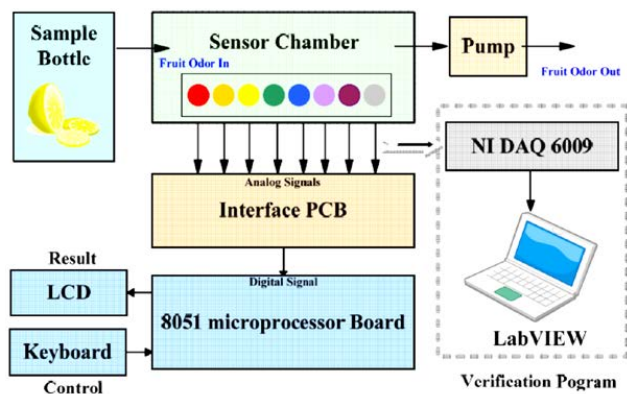 Sample
Bottle
Sensor Chamber
Fruit Odor In
Pump
Fruit Odor Out
NI DAQ 6009
Analog Signals
Interface PCB
Result
LCD
Digital Signal
8051 microprocessor Board
Keyboard
Control
LabVIEW
Verification Pogram